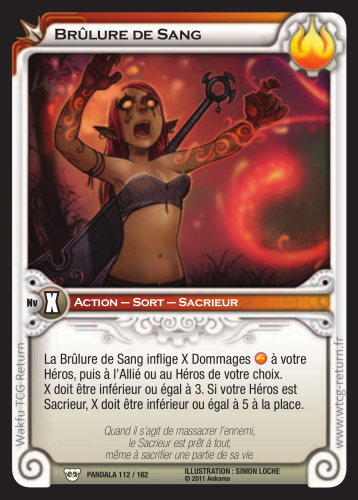 Brûlure de Sang
Nv X Action – Sort – Sacrieur
La Brûlure de Sang inflige X Dommages à votre
Héros, puis à l'Allié ou au Héros de votre choix.
X doit être inférieur ou égal à 3. Si votre Héros est
Sacrieur, X doit être inférieur ou égal à 5 à la place.
Quand il s'agit de massacrer l'ennemi,
le Sacrieur est prêt à tout,
même à sacrifier une partie de sa vie.
PANDALA 112 / 162
ILLUSTRATION : SIMON LOCHE
© 2011 Ankama
Wakfu TCG Return
www.wtcg-return.fr